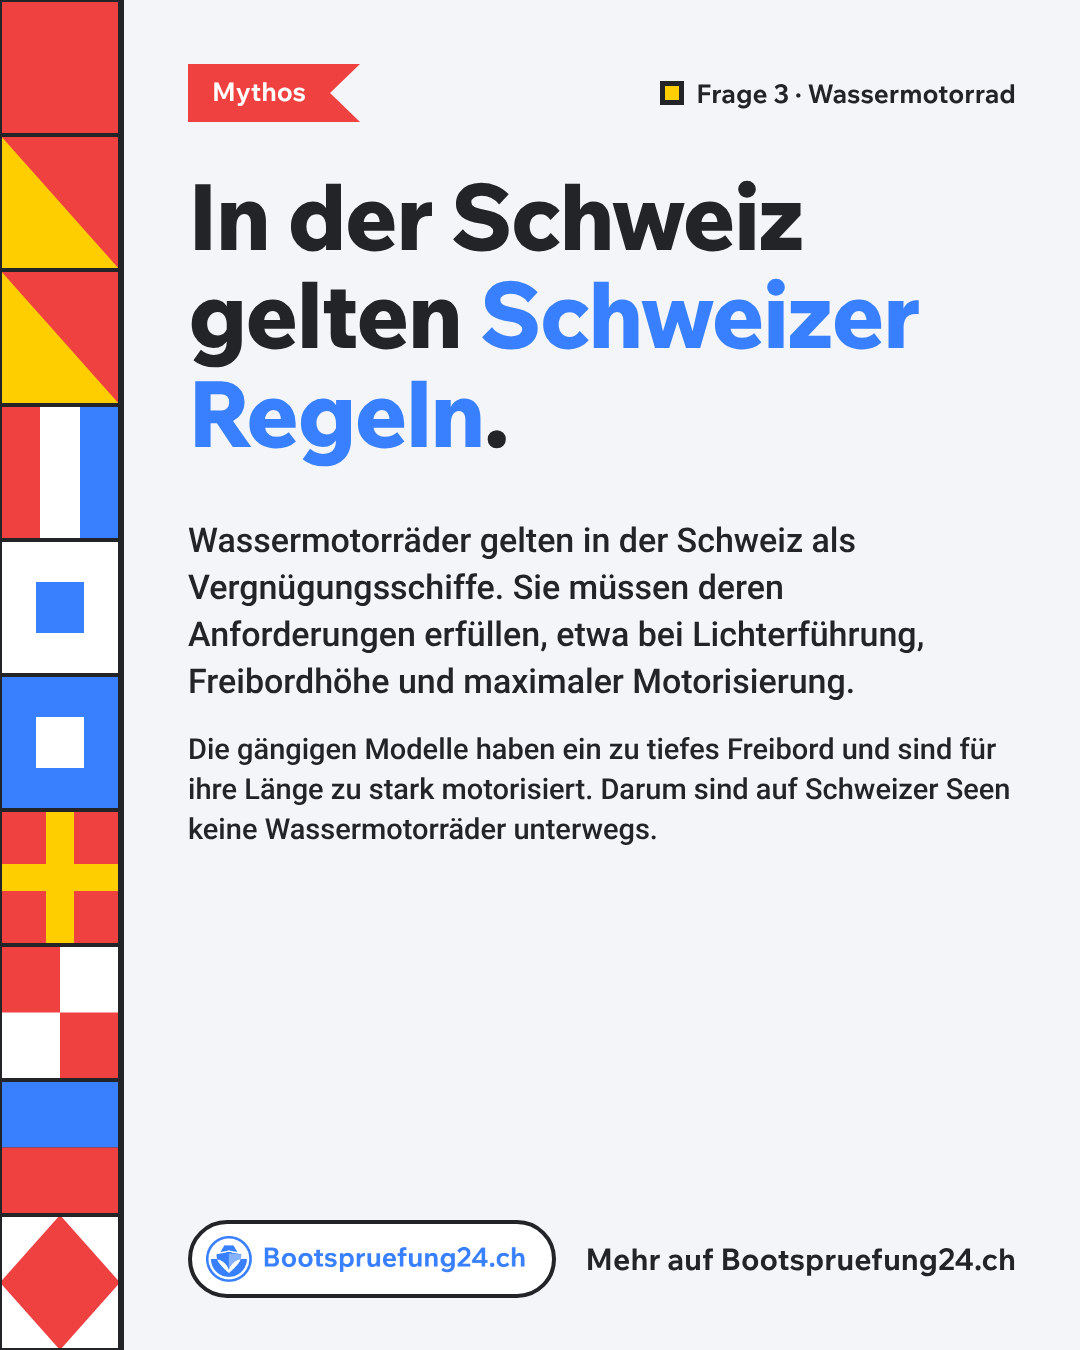 Mythos
Frage 3 · Wassermotorrad
In der Schweiz
gelten Schweizer
Regeln.
Wassermotorräder gelten in der Schweiz als
Vergnügungsschiffe. Sie müssen deren
Anforderungen erfüllen, etwa bei Lichterführung,
Freibordhöhe und maximaler Motorisierung.
Die gängigen Modelle haben ein zu tiefes Freibord und sind für
ihre Länge zu stark motorisiert. Darum sind auf Schweizer Seen
keine Wassermotorräder unterwegs.
Bootspruefung24.ch
Mehr auf Bootspruefung24.ch